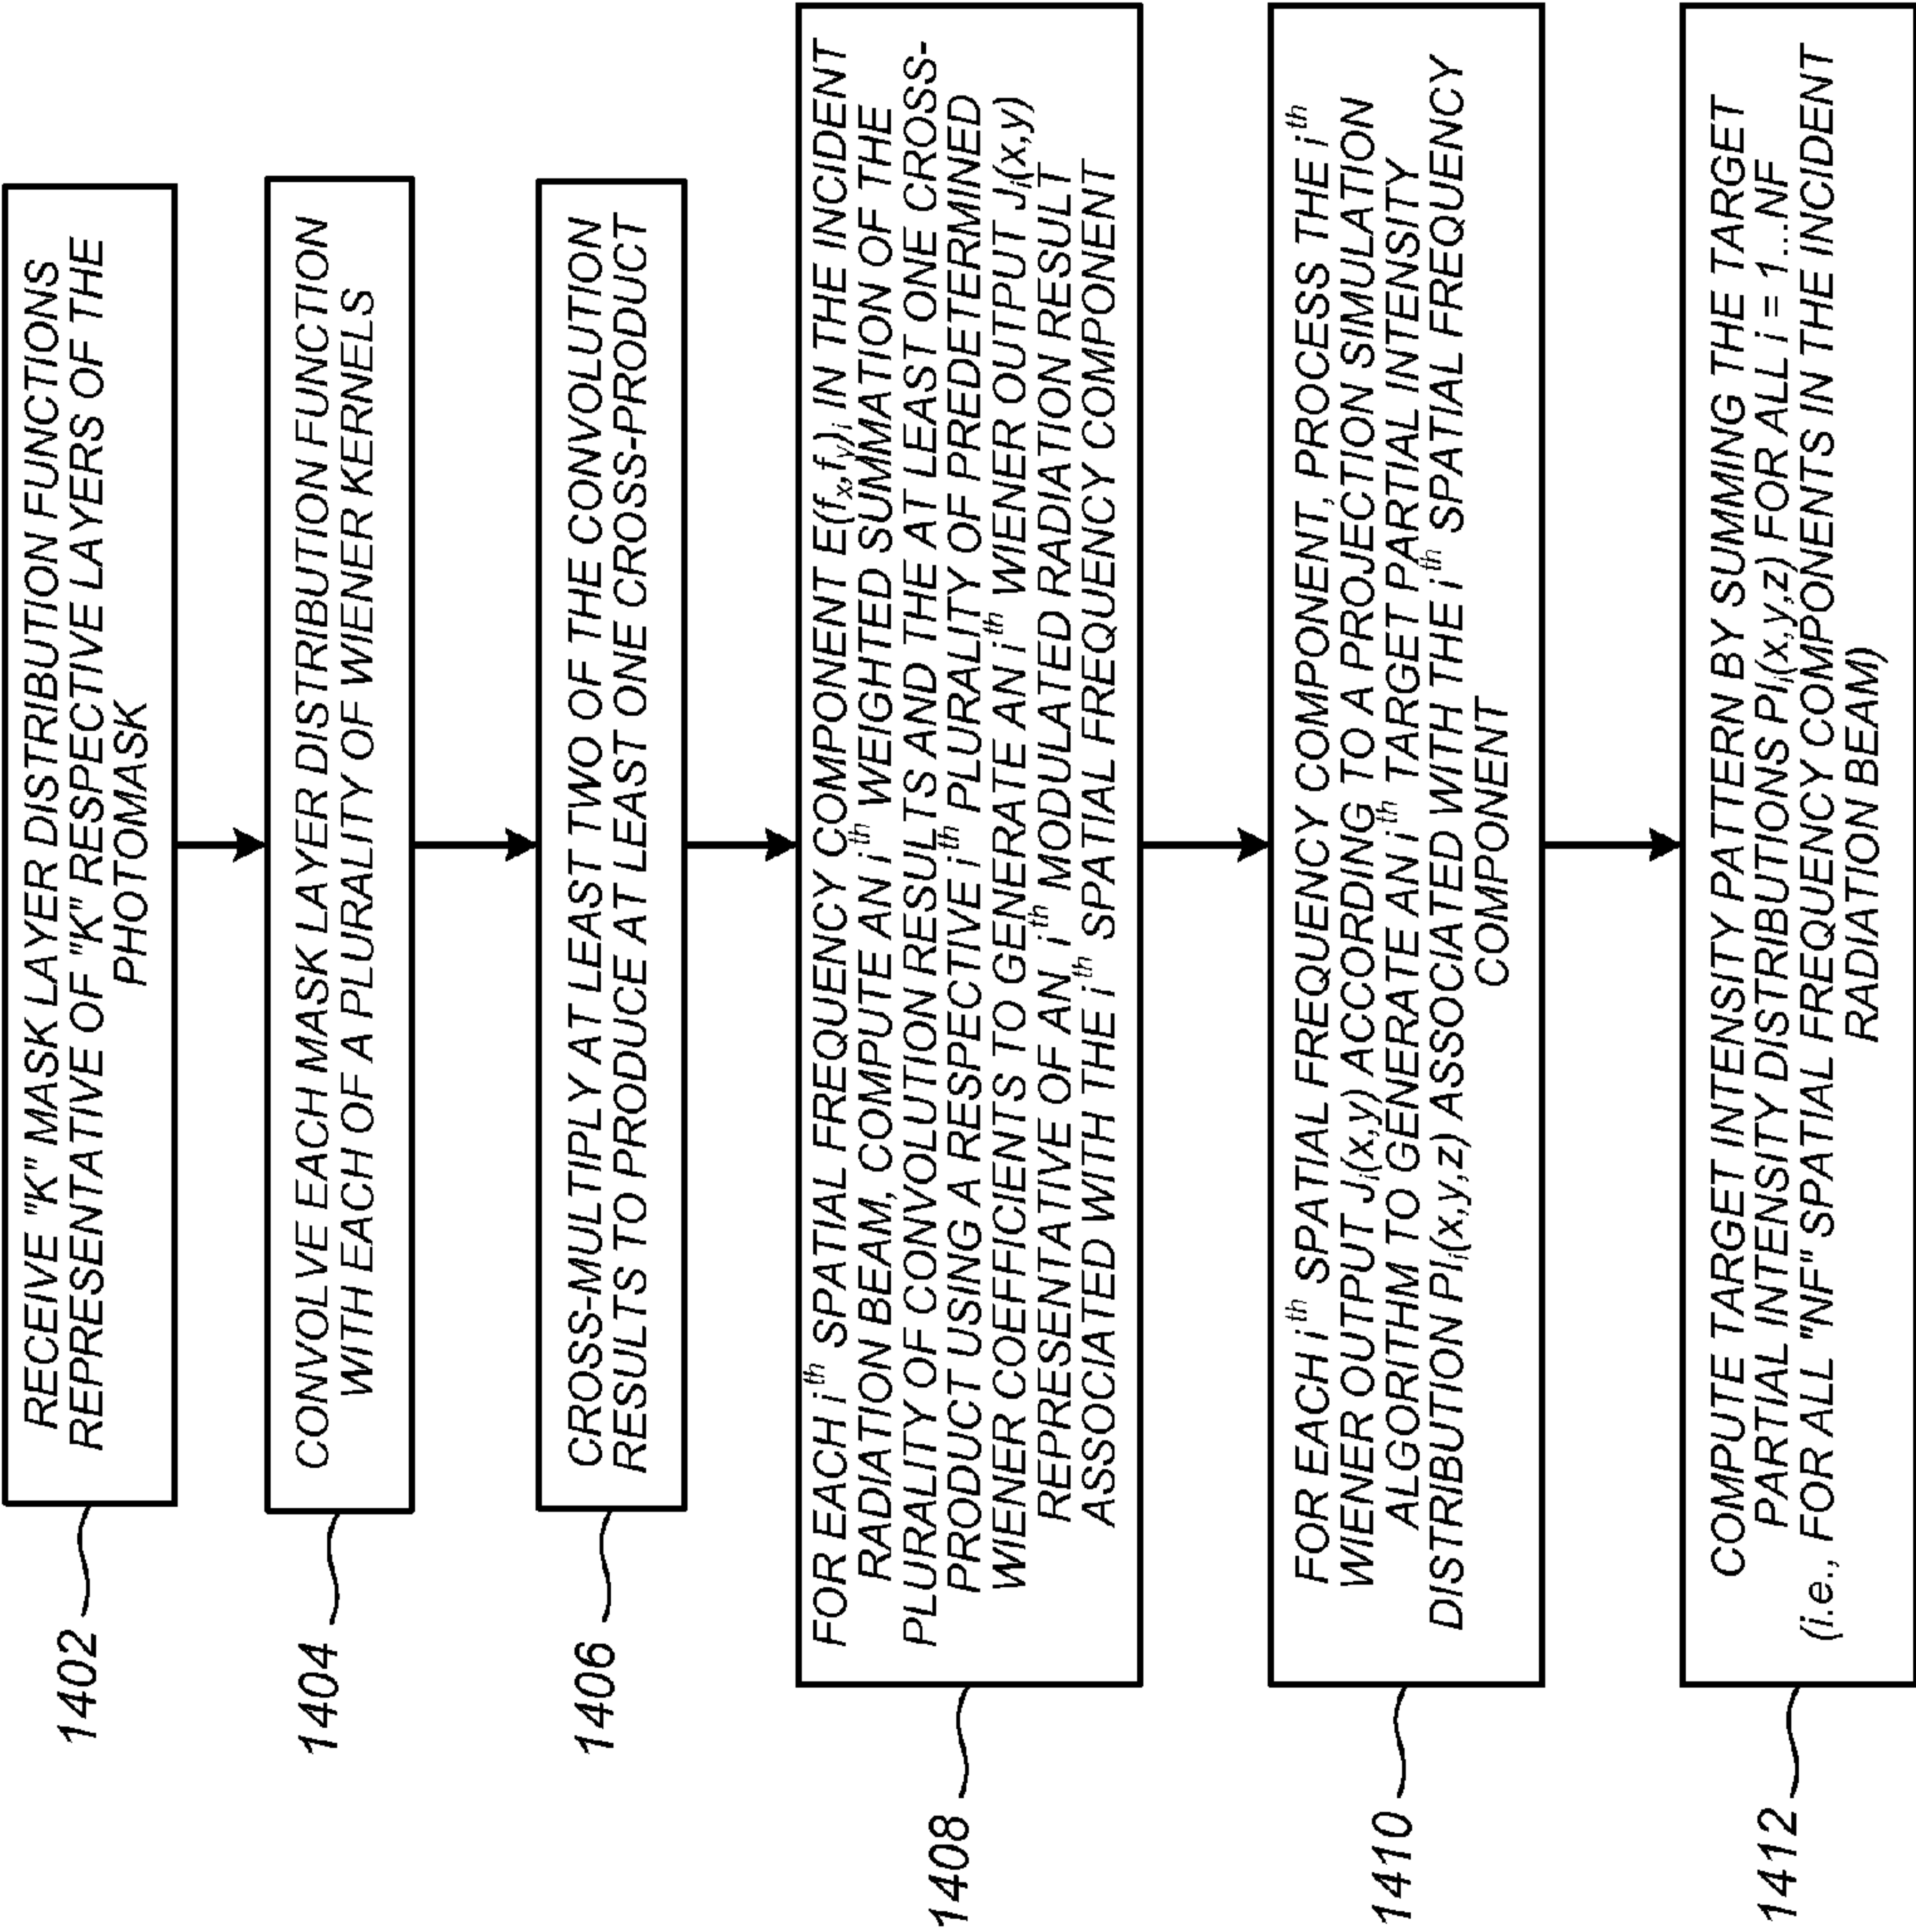 1402
RECEIVE "K" MASK LAYER DISTRIBUTION FUNCTIONS
REPRESENTATIVE OF "K" RESPECTIVE LAYERS OF THE
PHOTOMASK
1404
CONVOLVE EACH MASK LAYER DISTRIBUTION FUNCTION
WITH EACH OF A PLURALITY OF WIENER KERNELS
1406
CROSS-MULTIPLY AT LEAST TWO OF THE CONVOLUTION
RESULTS TO PRODUCE AT LEAST ONE CROSS-PRODUCT
1408
FOR EACH i^th SPATIAL FREQUENCY COMPONENT E(f_x,f_y)_i IN THE INCIDENT
RADIATION BEAM, COMPUTE AN i^th WEIGHTED SUMMATION OF THE
PLURALITY OF CONVOLUTION RESULTS AND THE AT LEAST ONE CROSS-
PRODUCT USING A RESPECTIVE i^th PLURALITY OF PREDETERMINED
WIENER COEFFICIENTS TO GENERATE AN i^th WIENER OUTPUT J_i(x,y)
REPRESENTATIVE OF AN i^th MODULATED RADIATION RESULT
ASSOCIATED WITH THE i^th SPATIAL FREQUENCY COMPONENT
1410
FOR EACH i^th SPATIAL FREQUENCY COMPONENT, PROCESS THE i^th
WIENER OUTPUT J_i(x,y) ACCORDING TO A PROJECTION SIMULATION
ALGORITHM TO GENERATE AN i^th TARGET PARTIAL INTENSITY
DISTRIBUTION PI_i(x,y,z) ASSOCIATED WITH THE i^th SPATIAL FREQUENCY
COMPONENT
1412
COMPUTE TARGET INTENSITY PATTERN BY SUMMING THE TARGET
PARTIAL INTENSITY DISTRIBUTIONS PI_i(x,y,z) FOR ALL i = 1...NF
(i.e., FOR ALL "NF" SPATIAL FREQUENCY COMPONENTS IN THE INCIDENT
RADIATION BEAM)